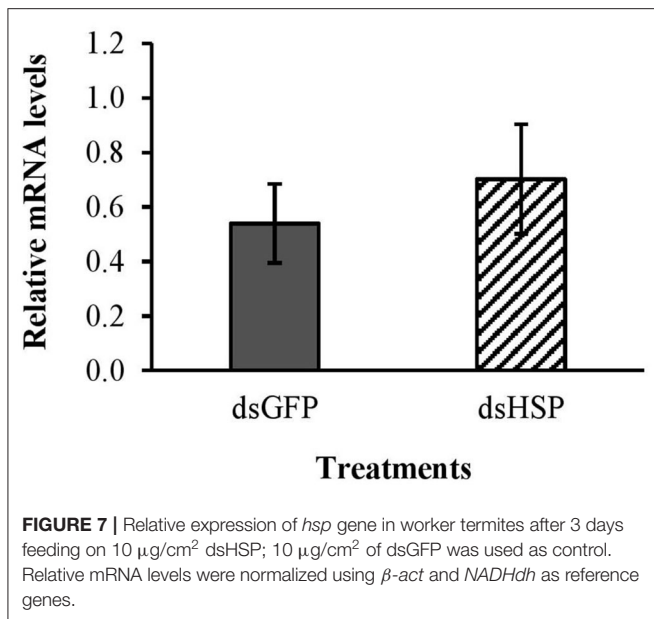 Relative mRNA levels
1.2
1.0
0.8
0.6
0.4
0.2
0.0
dsGFP dsHSP
Treatments
FIGURE 7 | Relative expression of hsp gene in worker termites after 3 days
feeding on 10 μg/cm² dsHSP; 10 μg/cm² of dsGFP was used as control.
Relative mRNA levels were normalized using β-act and NADHdh as reference
genes.